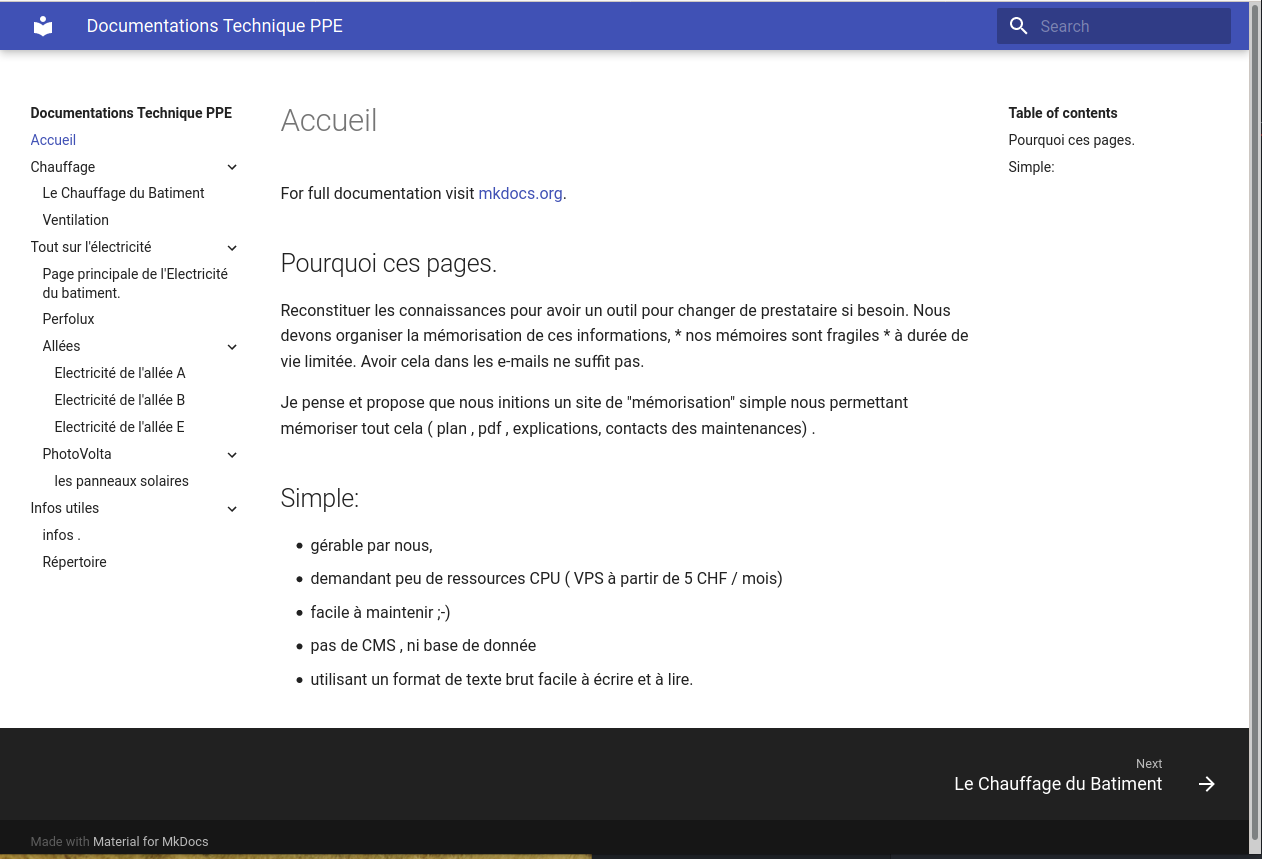 Documentations Technique PPE
Search
Documentations Technique PPE
Accueil
Chauffage
Le Chauffage du Batiment
Ventilation
Tout sur l'électricité
Page principale de l'Electricité
du batiment.
Perfolux
Allées
Electricité de l'allée A
Electricité de l'allée B
Electricité de l'allée E
PhotoVolta
les panneaux solaires
Infos utiles
infos .
Répertoire
Accueil
For full documentation visit mkdocs.org.
Pourquoi ces pages.
Reconstituer les connaissances pour avoir un outil pour changer de prestataire si besoin. Nous
devons organiser la mémorisation de ces informations, * nos mémoires sont fragiles * à durée de
vie limitée. Avoir cela dans les e-mails ne suffit pas.
Je pense et propose que nous initions un site de "mémorisation" simple nous permettant
mémoriser tout cela ( plan , pdf , explications, contacts des maintenances) .
Simple:
• gérable par nous,
• demandant peu de ressources CPU ( VPS à partir de 5 CHF / mois)
• facile à maintenir ;-)
• pas de CMS , ni base de donnée
• utilisant un format de texte brut facile à écrire et à lire.
Table of contents
Pourquoi ces pages.
Simple:
Next
Le Chauffage du Batiment
Made with Material for MkDocs